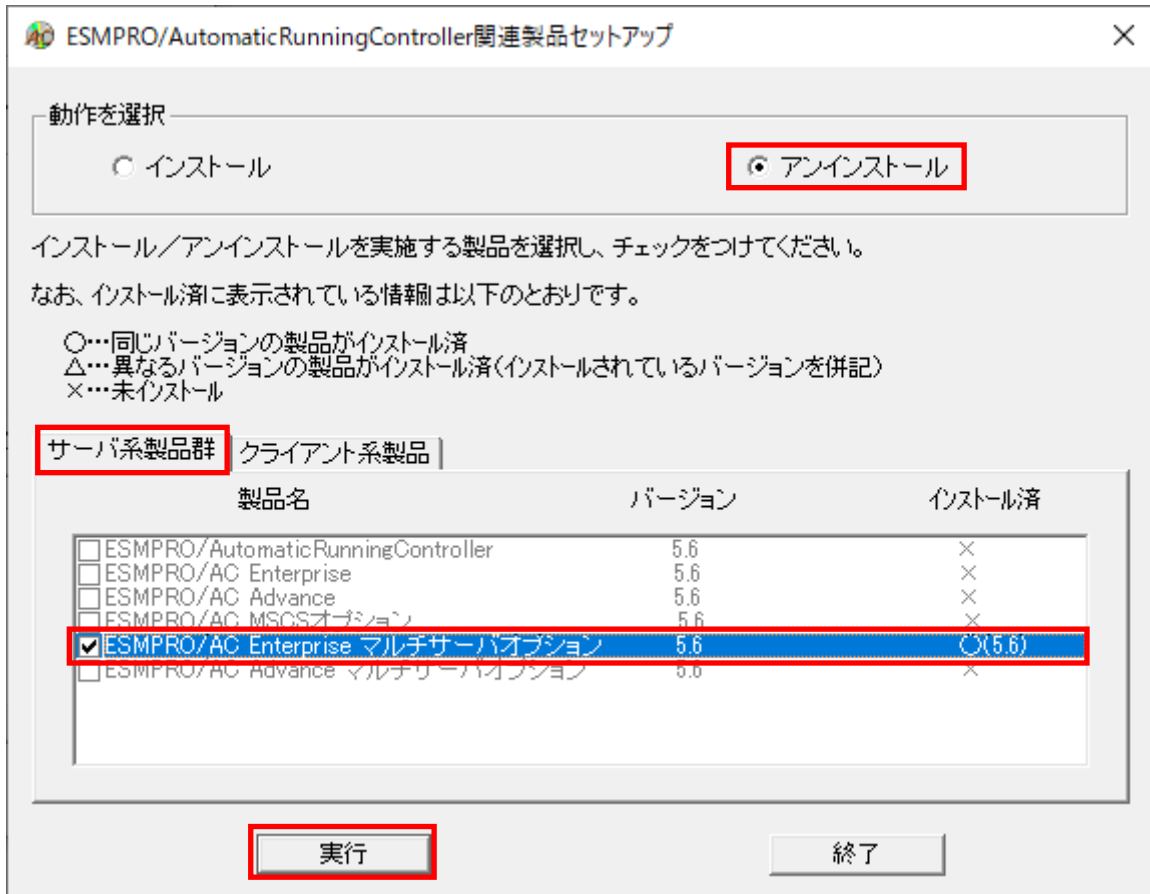 ESMPRO/AutomaticRunningController関連製品セットアップ
動作を選択
インストール
アンインストール
インストール／アンインストールを実施する製品を選択し、チェックをつけてください。
なお、インストール済に表示されている情報は以下のとおりです。
○…同じバージョンの製品がインストール済
△…異なるバージョンの製品がインストール済(インストールされているバージョンを併記)
×…未インストール
サーバ系製品群 クライアント系製品
製品名 バージョン インストール済
ESMPRO/AutomaticRunningController 5.6 ×
ESMPRO/AC Enterprise 5.6 ×
ESMPRO/AC Advance 5.6 ×
ESMPRO/AC MSCSオプション 5.6 ×
ESMPRO/AC Enterprise マルチサーバオプション 5.6 ○(5.6)
ESMPRO/AC Advance マルチサーバオプション 5.6 ×
実行 終了